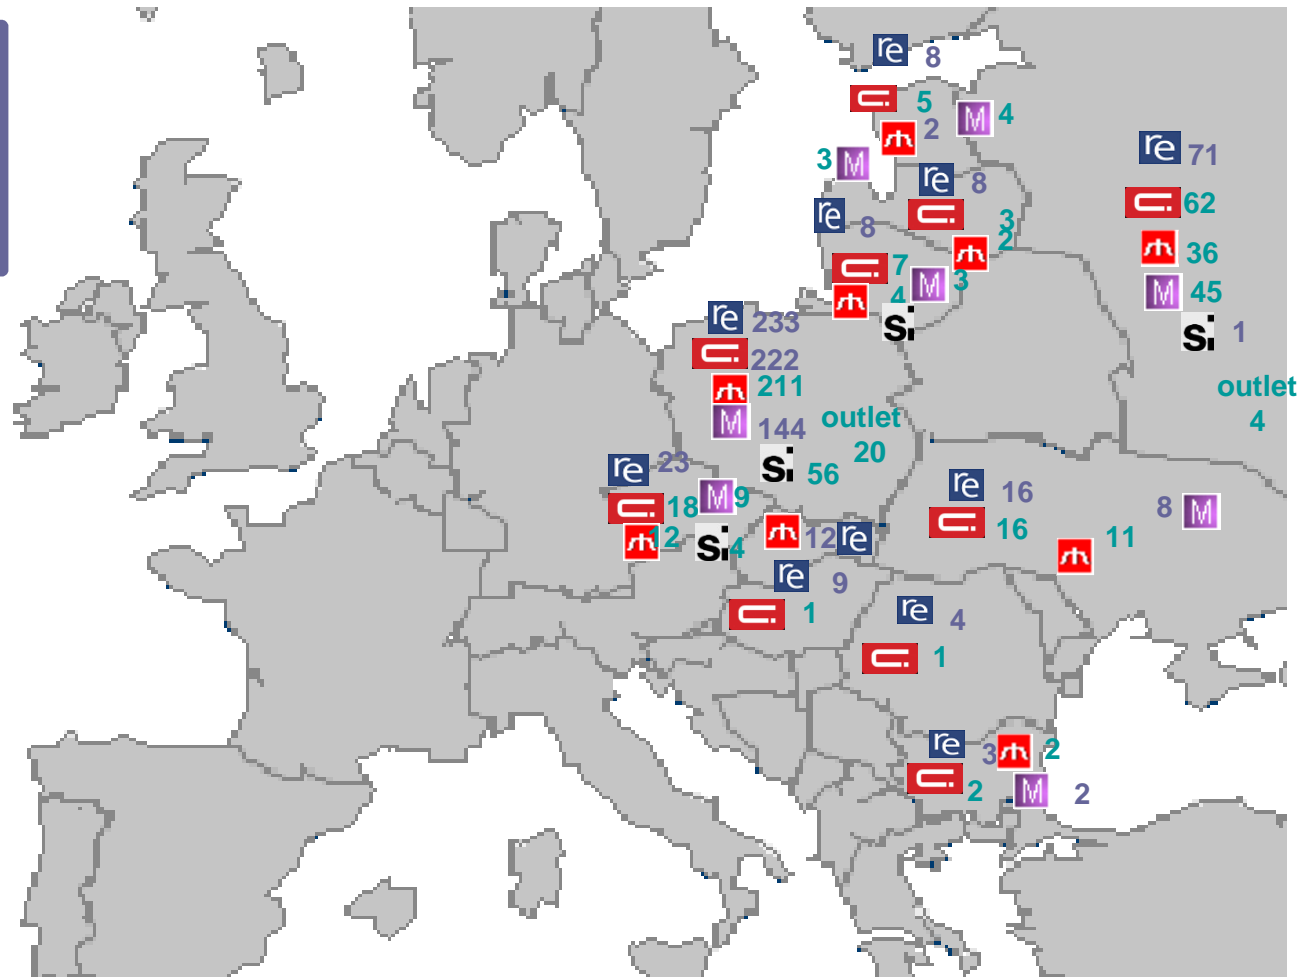 re 8
5
M 4
2
3 M
re 71
re 8
62
3
re 8
2
36
7
M 3
M 45
4
si
si 1
re 233
222
211
outlet
4
M 144
outlet
20
si 56
re 23
M 9
18
12
si 4
12 re
re 16
16
M 8
11
re 9
1
re 4
1
re 3
2
2
M 2